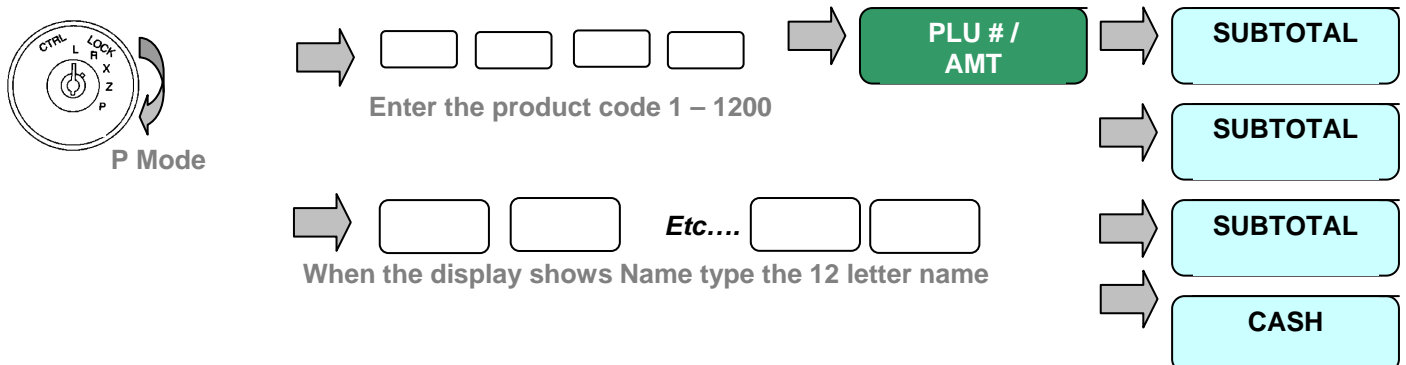 CTRL
L
LOCK
R
X
Z
P
P Mode
Enter the product code 1 – 1200
PLU # /
AMT
SUBTOTAL
SUBTOTAL
Etc….
SUBTOTAL
When the display shows Name type the 12 letter name
CASH